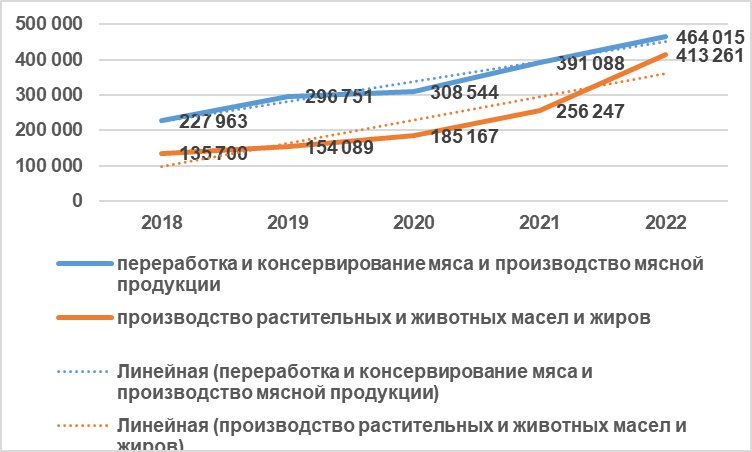 500 000
464 015
400 000
413 261
391 088
300 000
296 751
308 544
256 247
200 000
227 963
185 167
135 700
154 089
100 000
0
2018 2019 2020 2021 2022
переработка и консервирование мяса и производство мясной
продукции
производство растительных и животных масел и жиров
Линейная (переработка и консервирование мяса и
производство мясной продукции)
Линейная (производство растительных и животных масел и
жиров)